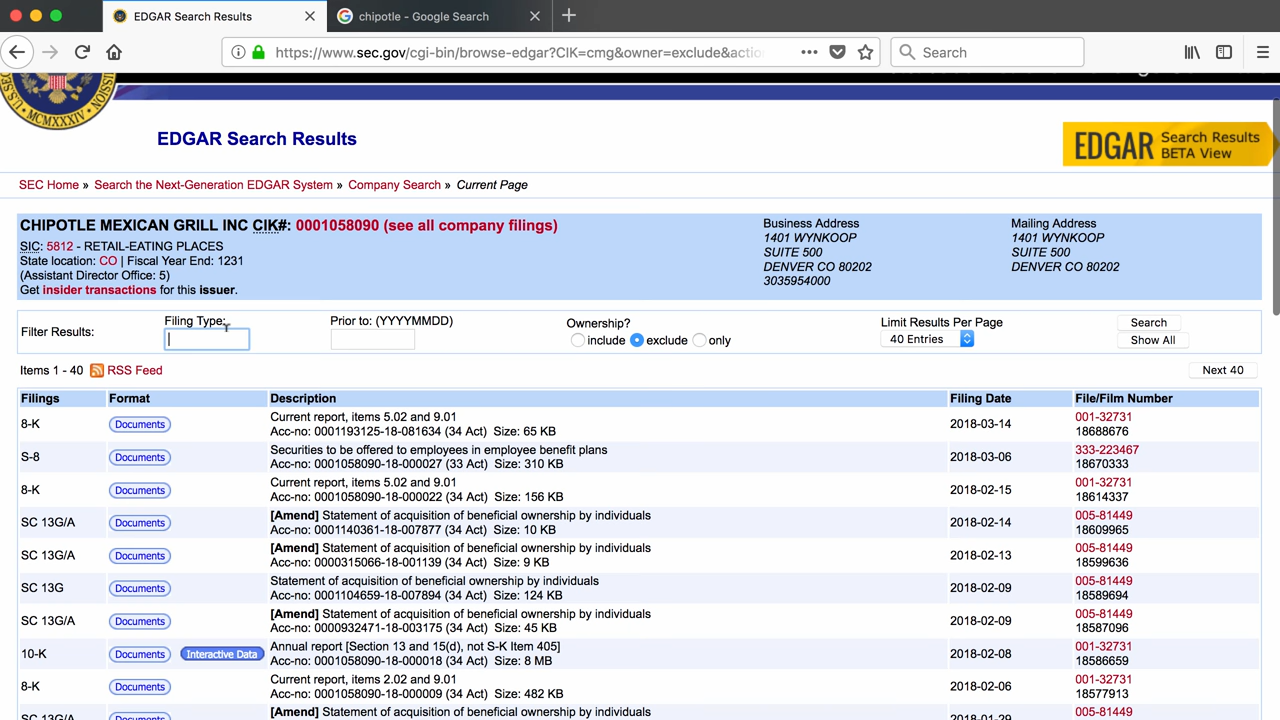 EDGAR Search Results
chipotle - Google Search
https://www.sec.gov/cgi-bin/browse-edgar?CIK=cmg&owner=exclude&actio
Search
MCMXXXIV
EDGAR Search Results
EDGAR Search Results BETA View
SEC Home » Search the Next-Generation EDGAR System » Company Search » Current Page
CHIPOTLE MEXICAN GRILL INC CIK#: 0001058090 (see all company filings)
SIC: 5812 - RETAIL-EATING PLACES
State location: CO | Fiscal Year End: 1231
(Assistant Director Office: 5)
Get insider transactions for this issuer.
Business Address
1401 WYNKOOP
SUITE 500
DENVER CO 80202
3035954000
Mailing Address
1401 WYNKOOP
SUITE 500
DENVER CO 80202
Filter Results:
Filing Type:
Prior to: (YYYYMMDD)
Ownership?
include exclude only
Limit Results Per Page
40 Entries
Search
Show All
Items 1 - 40 RSS Feed
Next 40
Filings Format Description Filing Date File/Film Number
8-K Documents Current report, items 5.02 and 9.01 2018-03-14 001-32731
Acc-no: 0001193125-18-081634 (34 Act) Size: 65 KB 18688676
S-8 Documents Securities to be offered to employees in employee benefit plans 2018-03-06 333-223467
Acc-no: 0001058090-18-000027 (33 Act) Size: 310 KB 18670333
8-K Documents Current report, items 5.02 and 9.01 2018-02-15 001-32731
Acc-no: 0001058090-18-000022 (34 Act) Size: 156 KB 18614337
SC 13G/A Documents [Amend] Statement of acquisition of beneficial ownership by individuals 2018-02-14 005-81449
Acc-no: 0001140361-18-007877 (34 Act) Size: 10 KB 18609965
SC 13G/A Documents [Amend] Statement of acquisition of beneficial ownership by individuals 2018-02-13 005-81449
Acc-no: 0000315066-18-001139 (34 Act) Size: 9 KB 18599636
SC 13G Documents Statement of acquisition of beneficial ownership by individuals 2018-02-09 005-81449
Acc-no: 0001104659-18-007894 (34 Act) Size: 124 KB 18589694
SC 13G/A Documents [Amend] Statement of acquisition of beneficial ownership by individuals 2018-02-09 005-81449
Acc-no: 0000932471-18-003175 (34 Act) Size: 45 KB 18587096
10-K Documents Interactive Data Annual report [Section 13 and 15(d), not S-K Item 405] 2018-02-08 001-32731
Acc-no: 0001058090-18-000018 (34 Act) Size: 8 MB 18586659
8-K Documents Current report, items 2.02 and 9.01 2018-02-06 001-32731
Acc-no: 0001058090-18-000009 (34 Act) Size: 482 KB 18577913
SC 13G/A Documents [Amend] Statement of acquisition of beneficial ownership by individuals 2018-01-29 005-81449